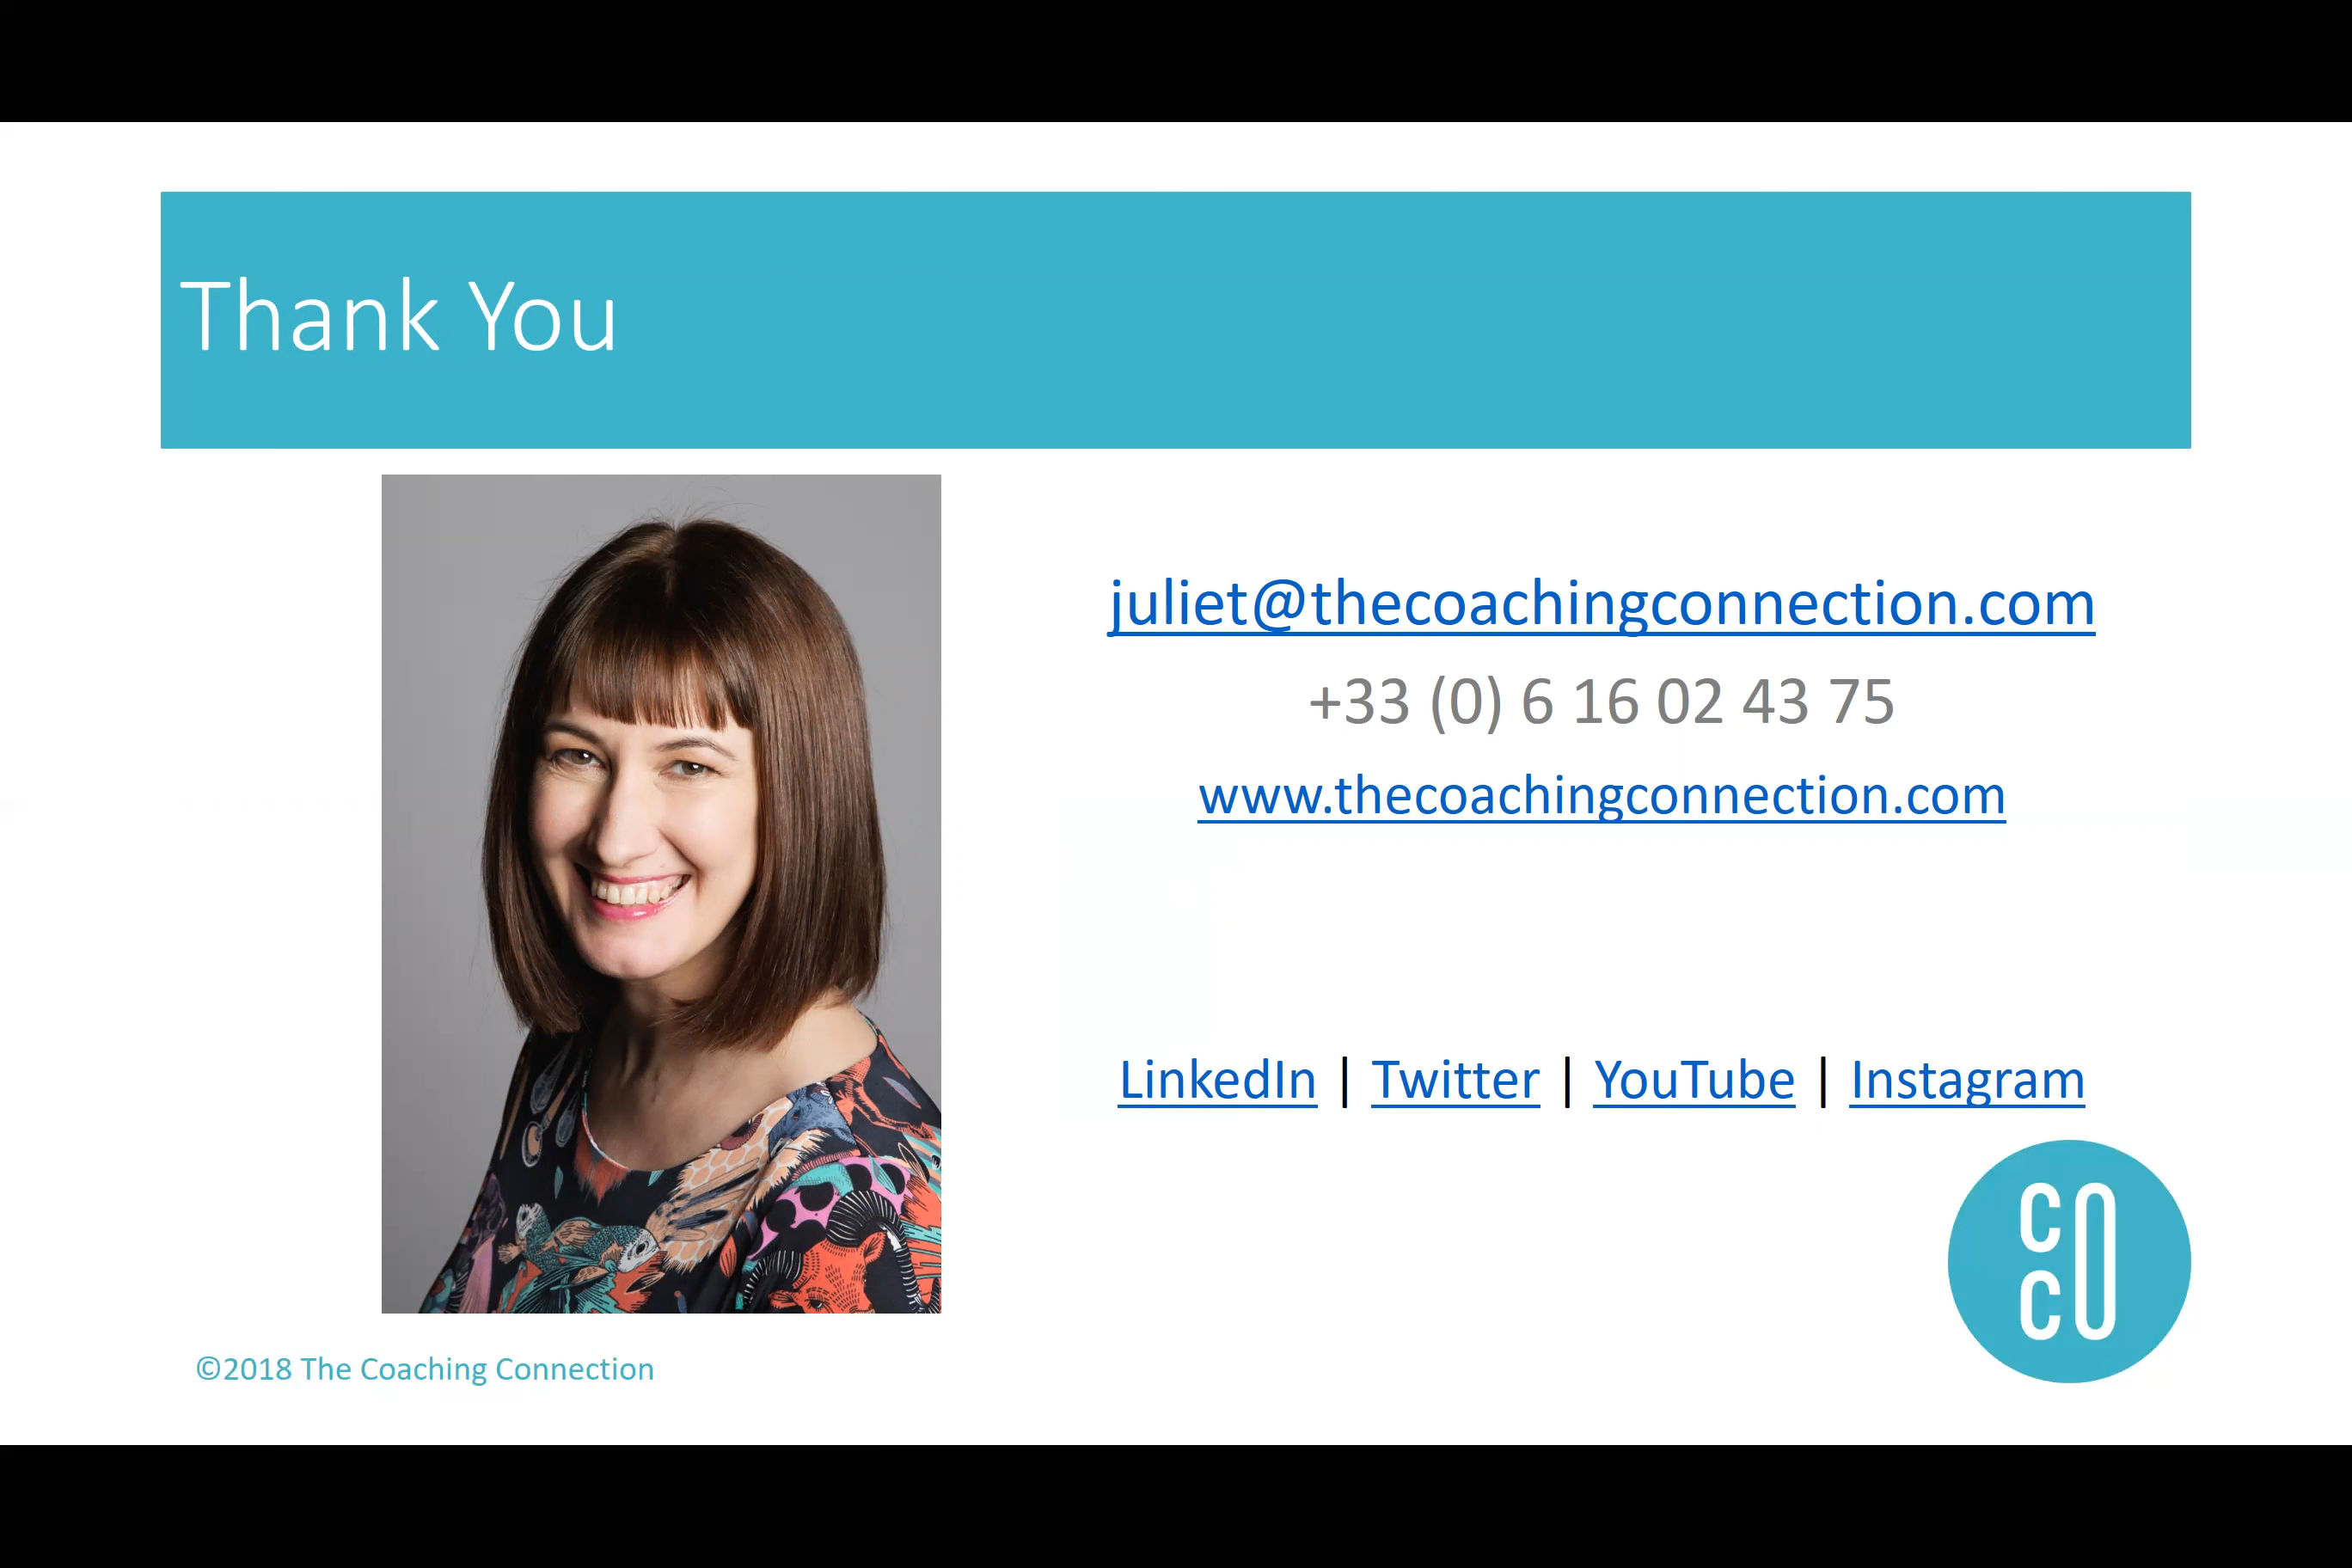 Thank You
juliet@thecoachingconnection.com
+33 (0) 6 16 02 43 75
www.thecoachingconnection.com
LinkedIn | Twitter | YouTube | Instagram
CO
CO
©2018 The Coaching Connection